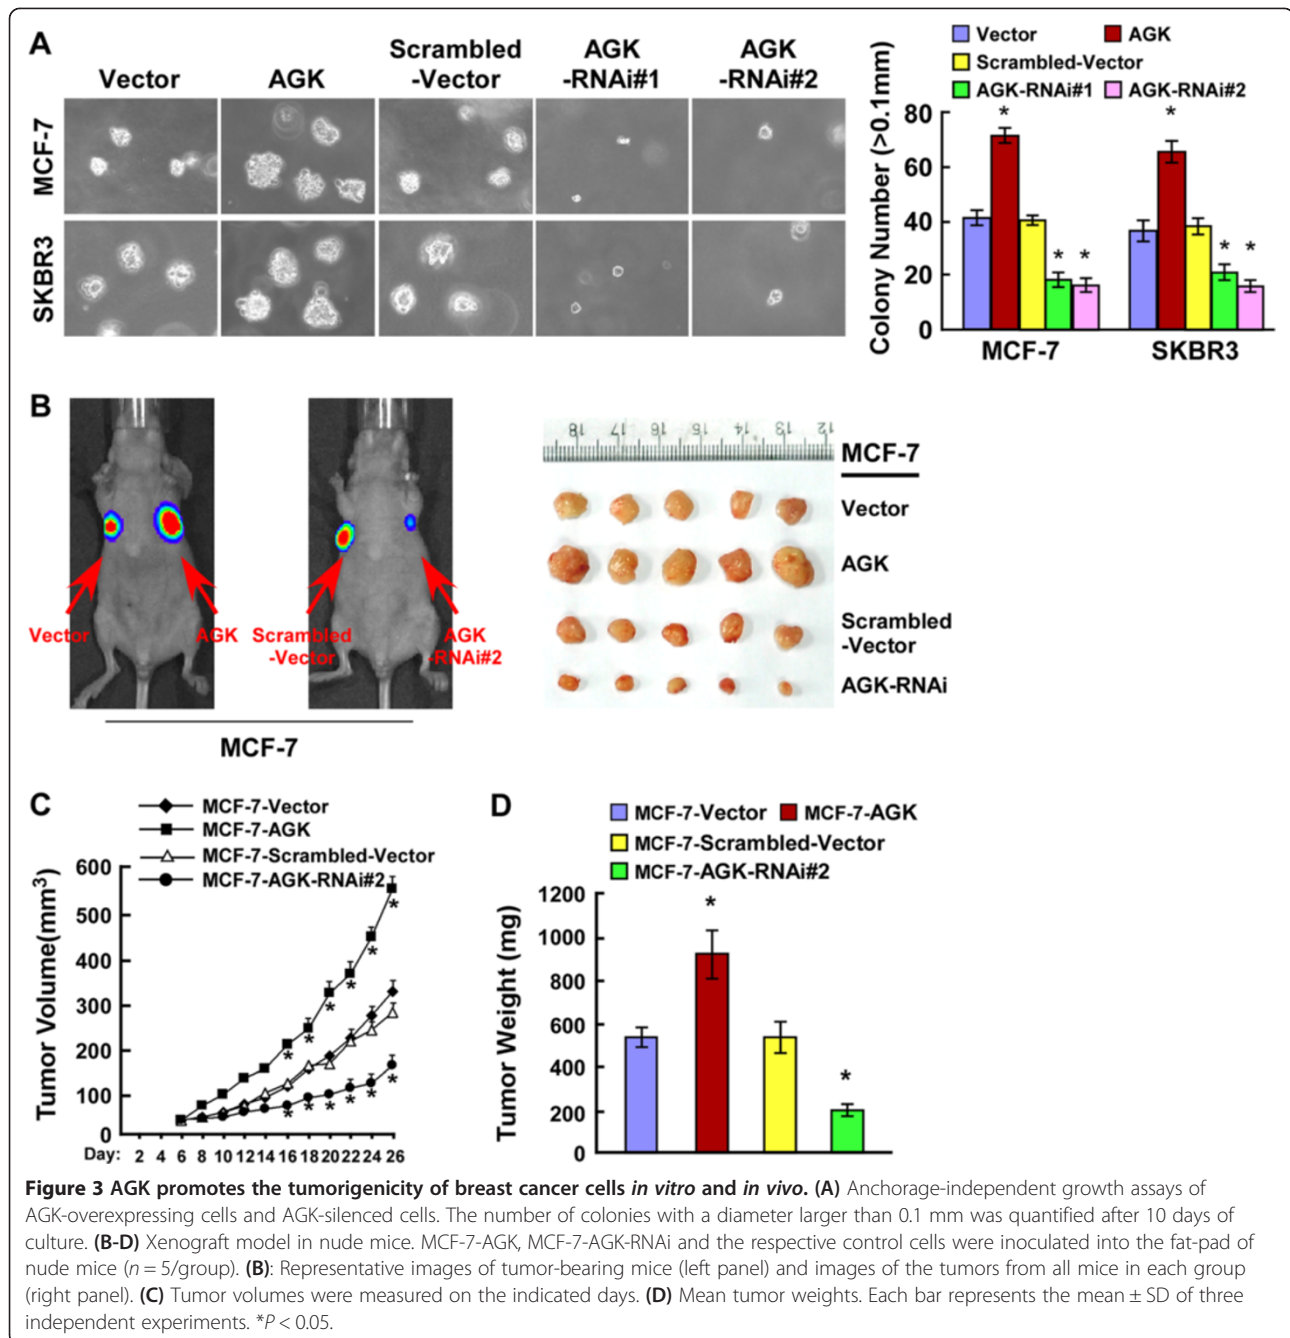 A
Vector
AGK
Scrambled
-Vector
AGK
-RNAi#1
AGK
-RNAi#2
MCF-7
SKBR3
Vector
AGK
Scrambled-Vector
AGK-RNAi#1
AGK-RNAi#2
Colony Number (>0.1mm)
80
60
40
20
0
* * * * * *
MCF-7
SKBR3
B
Vector
AGK
Scrambled
-Vector
AGK
-RNAi#2
MCF-7
18 17 16 15 14 13 12
MCF-7
Vector
AGK
Scrambled
-Vector
AGK-RNAi
C
MCF-7-Vector
MCF-7-AGK
MCF-7-Scrambled-Vector
MCF-7-AGK-RNAi#2
Tumor Volume(mm³)
600
500
400
300
200
100
0
* * * * * *
* * * * * *
Day: 2 4 6 8 10 12 14 16 18 20 22 24 26
D
MCF-7-Vector
MCF-7-AGK
MCF-7-Scrambled-Vector
MCF-7-AGK-RNAi#2
Tumor Weight (mg)
1200
1000
800
600
400
200
0
* *
Figure 3 AGK promotes the tumorigenicity of breast cancer cells in vitro and in vivo. (A) Anchorage-independent growth assays of
AGK-overexpressing cells and AGK-silenced cells. The number of colonies with a diameter larger than 0.1 mm was quantified after 10 days of
culture. (B-D) Xenograft model in nude mice. MCF-7-AGK, MCF-7-AGK-RNAi and the respective control cells were inoculated into the fat-pad of
nude mice (n = 5/group). (B): Representative images of tumor-bearing mice (left panel) and images of the tumors from all mice in each group
(right panel). (C) Tumor volumes were measured on the indicated days. (D) Mean tumor weights. Each bar represents the mean ± SD of three
independent experiments. *P < 0.05.